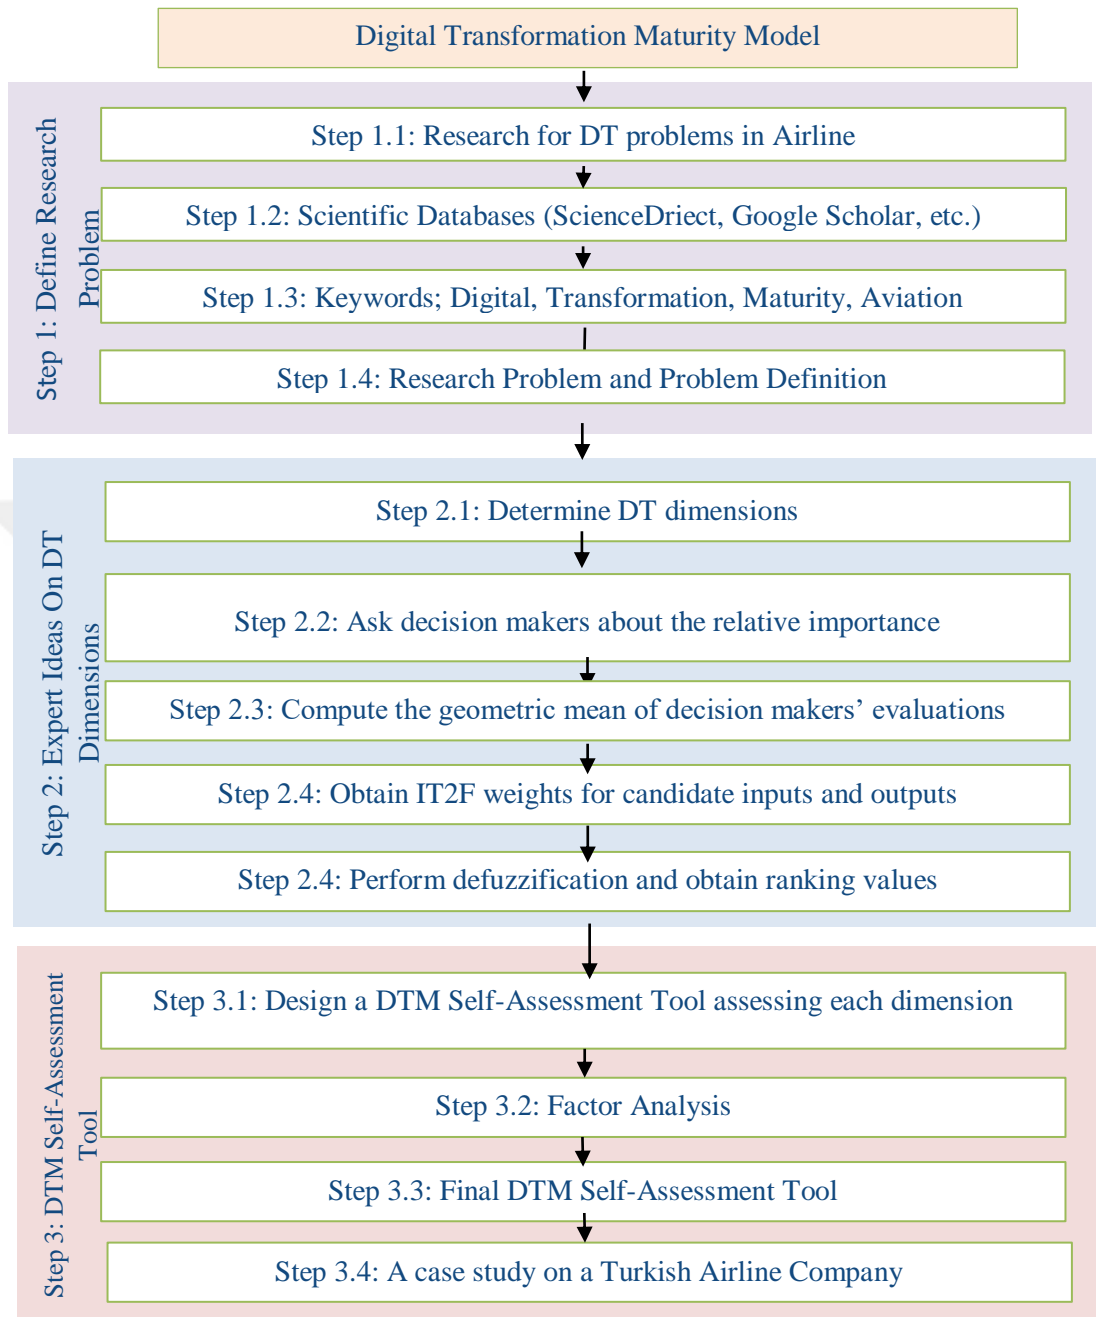 Digital Transformation Maturity Model
Step 1: Define Research
Problem
Step 1.1: Research for DT problems in Airline
Step 1.2: Scientific Databases (ScienceDriect, Google Scholar, etc.)
Step 1.3: Keywords; Digital, Transformation, Maturity, Aviation
Step 1.4: Research Problem and Problem Definition
Step 2: Expert Ideas On DT
Dimensions
Step 2.1: Determine DT dimensions
Step 2.2: Ask decision makers about the relative importance
Step 2.3: Compute the geometric mean of decision makers’ evaluations
Step 2.4: Obtain IT2F weights for candidate inputs and outputs
Step 2.4: Perform defuzzification and obtain ranking values
Step 3: DTM Self-Assessment
Tool
Step 3.1: Design a DTM Self-Assessment Tool assessing each dimension
Step 3.2: Factor Analysis
Step 3.3: Final DTM Self-Assessment Tool
Step 3.4: A case study on a Turkish Airline Company